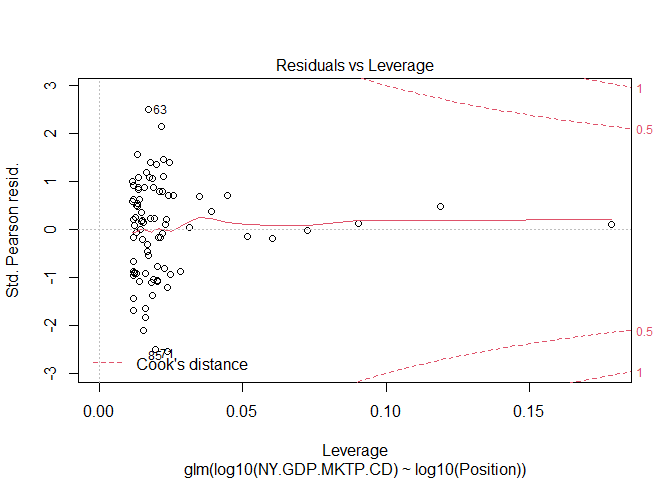 Residuals vs Leverage
Std. Pearson resid.
3
2
1
0
-1
-2
-3
63
85
71
1
0.5
0.5
1
Cook's distance
0.00 0.05 0.10 0.15
Leverage
glm(log10(NY.GDP.MKTP.CD) ~ log10(Position))